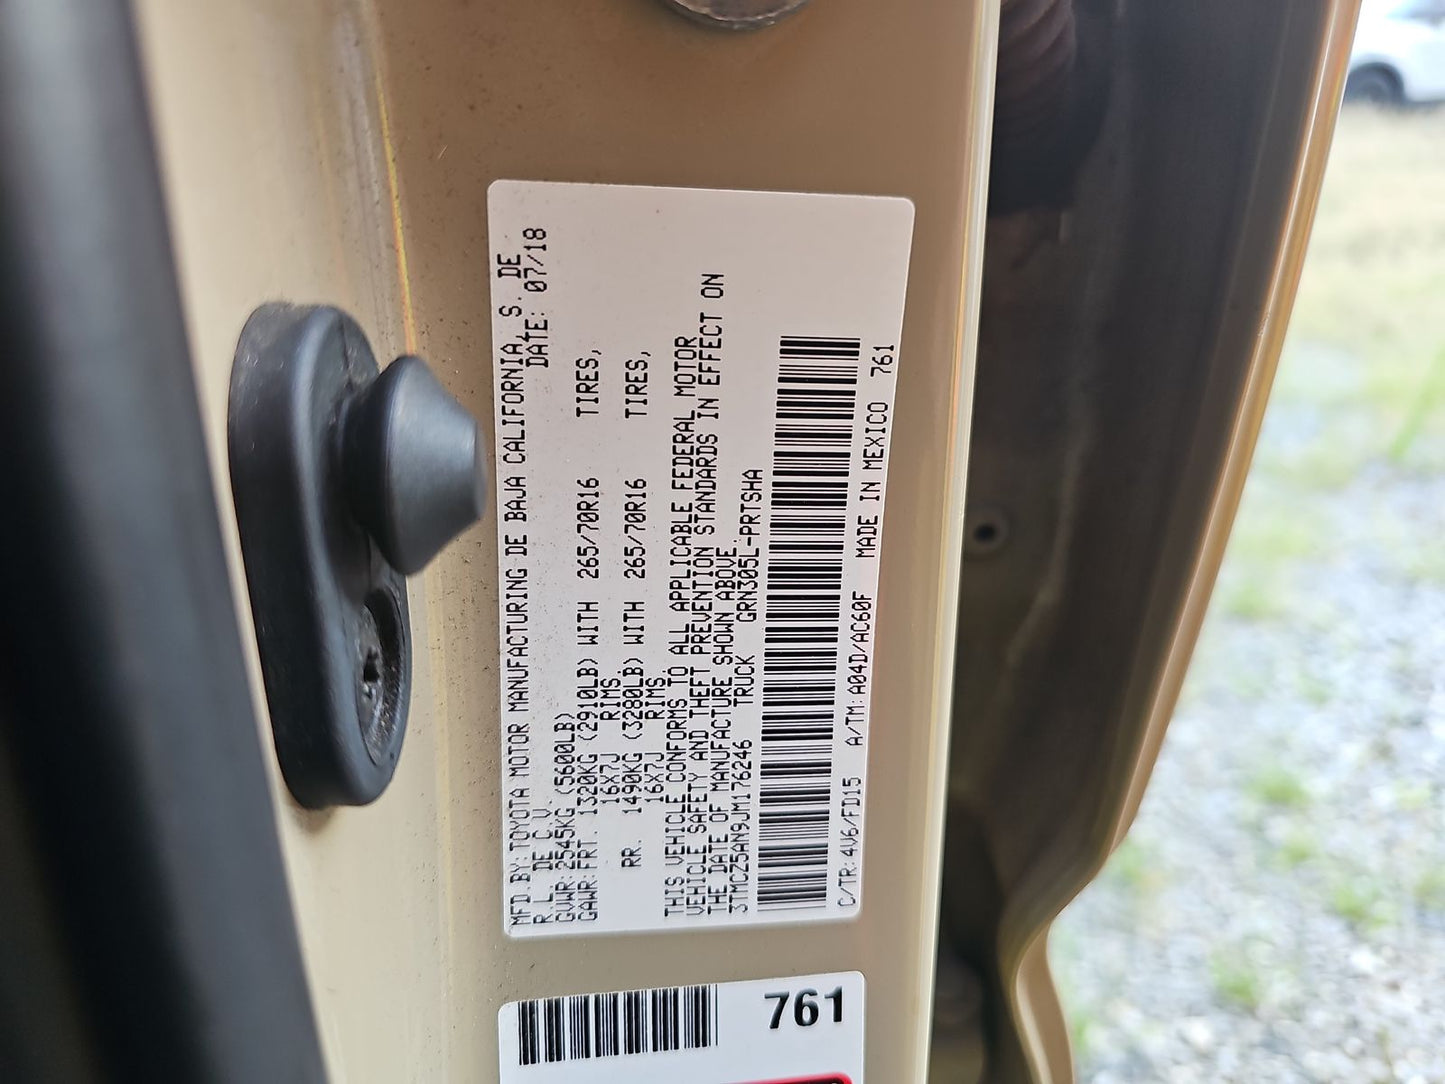 MFD.BY:TOYOTA MOTOR MANUFACTURING DE BAJA CALIFORNIA,S. DE
R.L. DE C.V. DATE: 07/18
GVWR:2545KG (5600LB)
GAWR:FRT. 1320KG (2910LB) WITH 265/70R16 TIRES,
16X7J RIMS.
RR. 1490KG (3280LB) WITH 265/70R16 TIRES,
16X7J RIMS.
THIS VEHICLE CONFORMS TO ALL APPLICABLE FEDERAL MOTOR
VEHICLE SAFETY AND THEFT PREVENTION STANDARDS IN EFFECT ON
THE DATE OF MANUFACTURE SHOWN ABOVE.
3TMCZ5AN9JM176246 TRUCK GRN305L-PRTSHA
C/TR:4V6/FD15 A/TM:A04D/AC60F MADE IN MEXICO 761
761